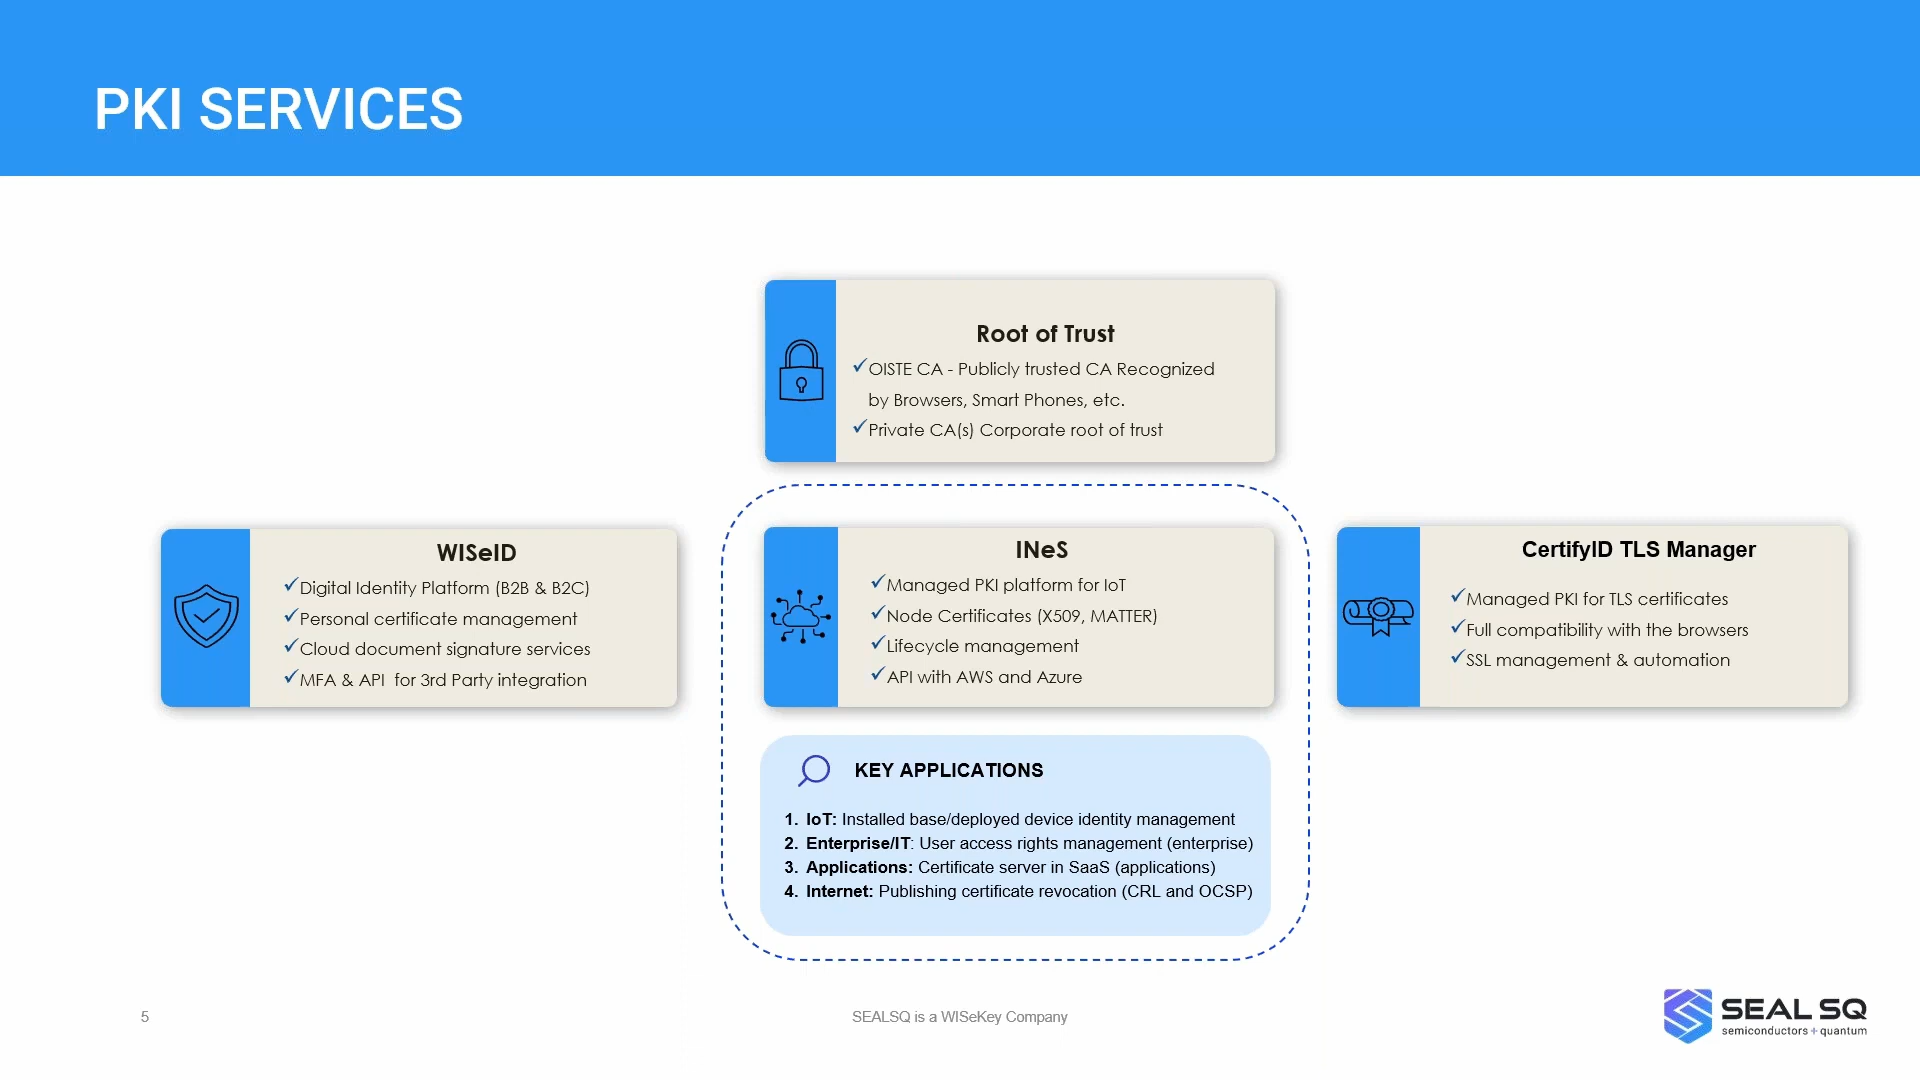 PKI SERVICES
Root of Trust
✓OISTE CA - Publicly trusted CA Recognized
by Browsers, Smart Phones, etc.
✓Private CA(s) Corporate root of trust
WISeID
✓Digital Identity Platform (B2B & B2C)
✓Personal certificate management
✓Cloud document signature services
✓MFA & API  for 3rd Party integration
INeS
✓Managed PKI platform for IoT
✓Node Certificates (X509, MATTER)
✓Lifecycle management
✓API with AWS and Azure
CertifyID TLS Manager
✓Managed PKI for TLS certificates
✓Full compatibility with the browsers
✓SSL management & automation
KEY APPLICATIONS
1. IoT: Installed base/deployed device identity management
2. Enterprise/IT: User access rights management (enterprise)
3. Applications: Certificate server in SaaS (applications)
4. Internet: Publishing certificate revocation (CRL and OCSP)
5
SEALSQ is a WISeKey Company
SEAL SQ
semiconductors + quantum